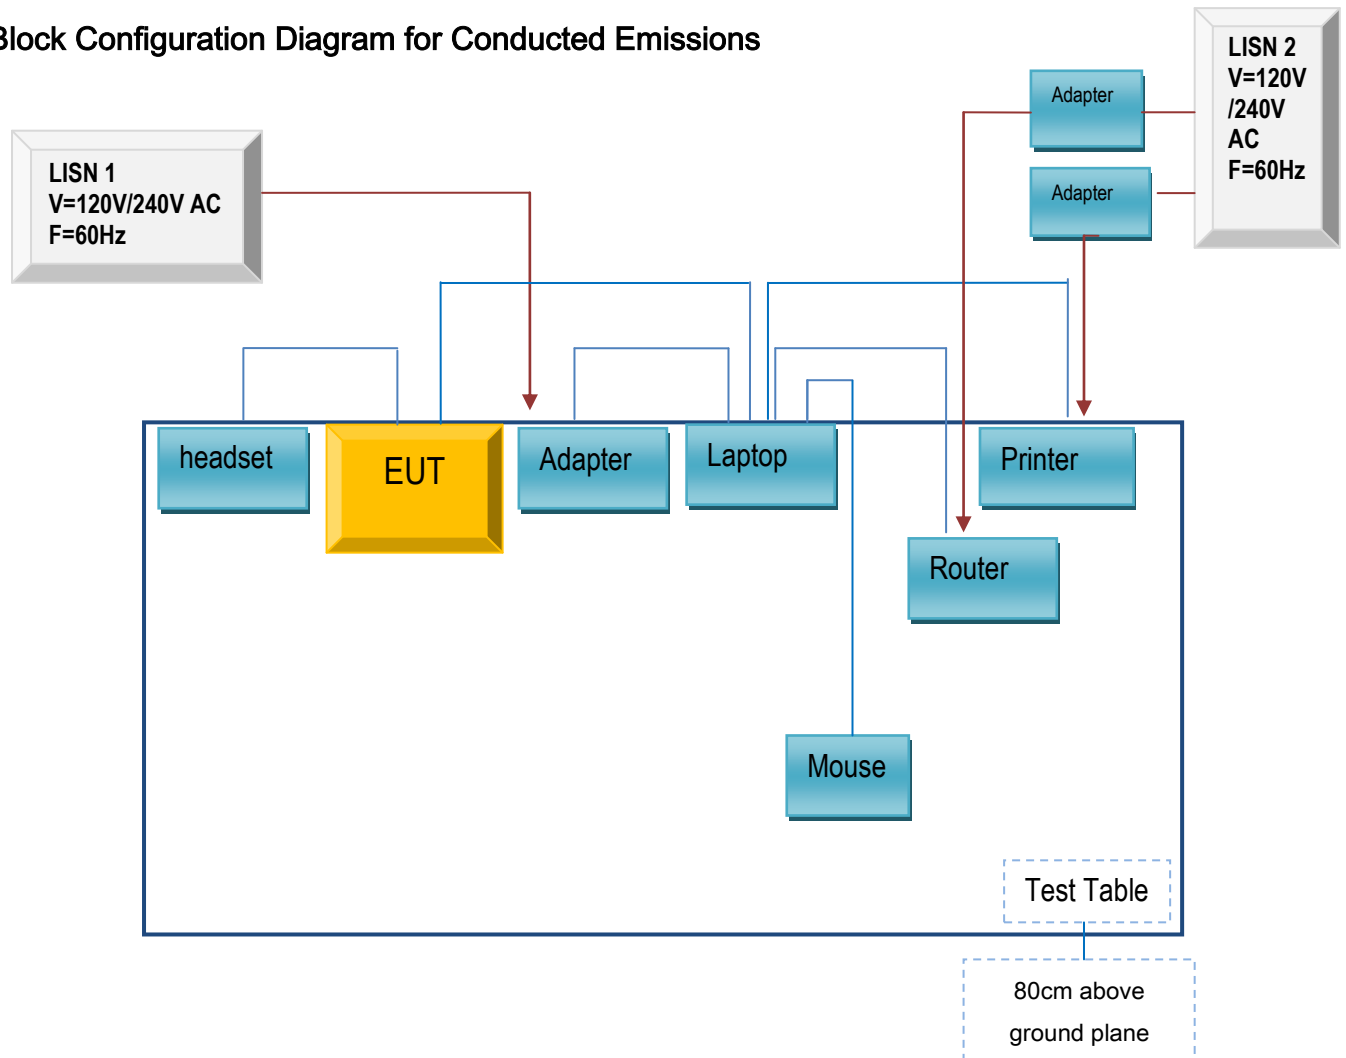 Block Configuration Diagram for Conducted Emissions
LISN 1
V=120V/240V AC
F=60Hz
Adapter
Adapter
LISN 2
V=120V
/240V
AC
F=60Hz
headset
EUT
Adapter
Laptop
Printer
Router
Mouse
Test Table
80cm above
ground plane